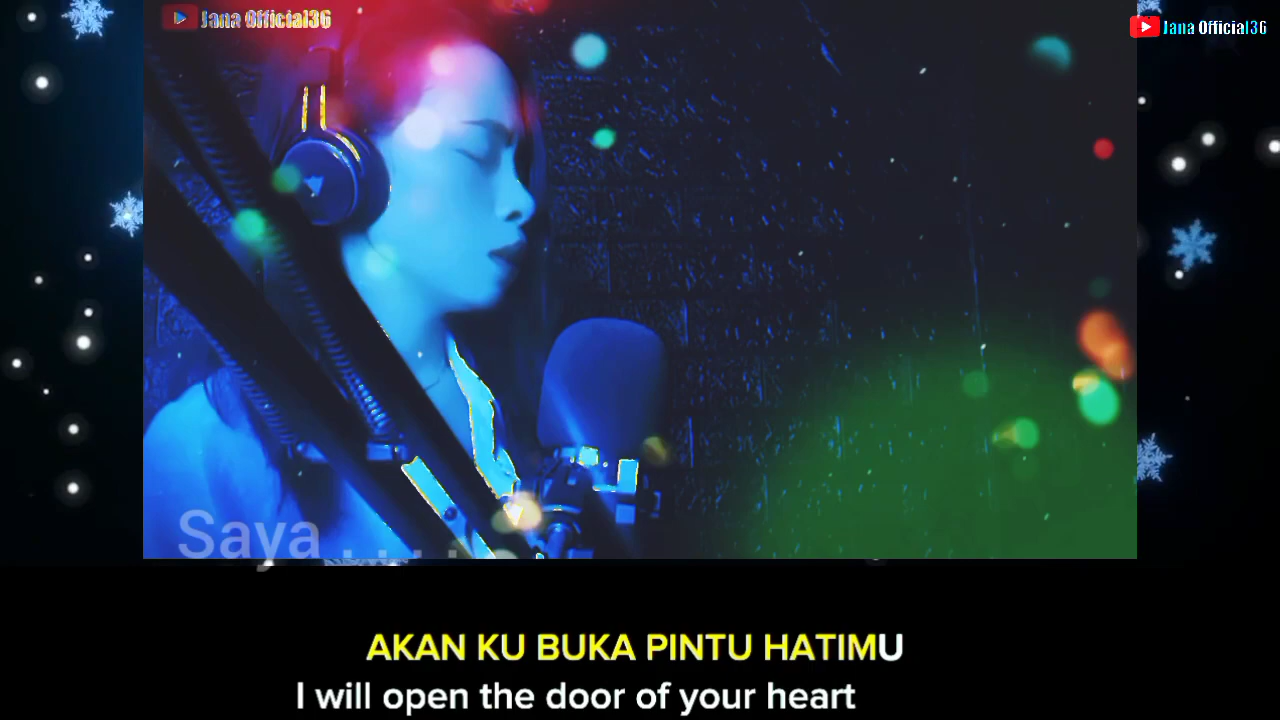 Jana Official36
Jana Official36
Saya . . . . .
AKAN KU BUKA PINTU HATIMU
I will open the door of your heart